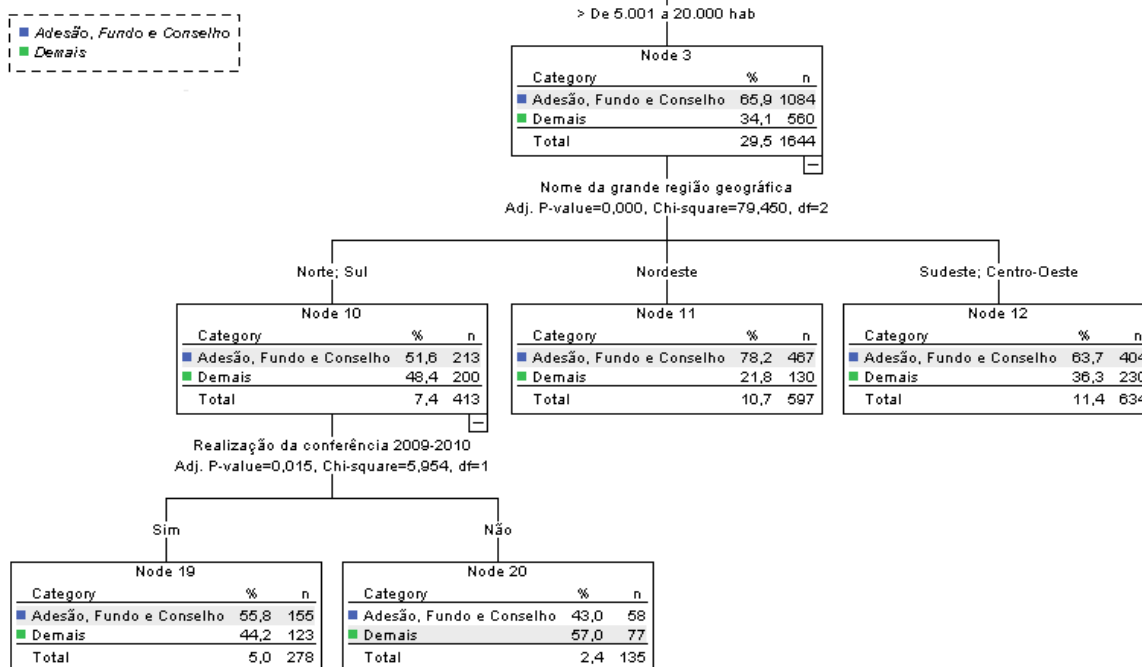 Adesão, Fundo e Conselho
Demais
> De 5.001 a 20.000 hab
Node 3
Category % n
Adesão, Fundo e Conselho 65,9 1084
Demais 34,1 560
Total 29,5 1644
Nome da grande região geográfica
Adj. P-value=0,000, Chi-square=79,450, df=2
Norte; Sul
Nordeste
Sudeste; Centro-Oeste
Node 10
Category % n
Adesão, Fundo e Conselho 51,6 213
Demais 48,4 200
Total 7,4 413
Node 11
Category % n
Adesão, Fundo e Conselho 78,2 467
Demais 21,8 130
Total 10,7 597
Node 12
Category % n
Adesão, Fundo e Conselho 63,7 404
Demais 36,3 230
Total 11,4 634
Realização da conferência 2009-2010
Adj. P-value=0,015, Chi-square=5,954, df=1
Sim
Não
Node 19
Category % n
Adesão, Fundo e Conselho 55,8 155
Demais 44,2 123
Total 5,0 278
Node 20
Category % n
Adesão, Fundo e Conselho 43,0 58
Demais 57,0 77
Total 2,4 135